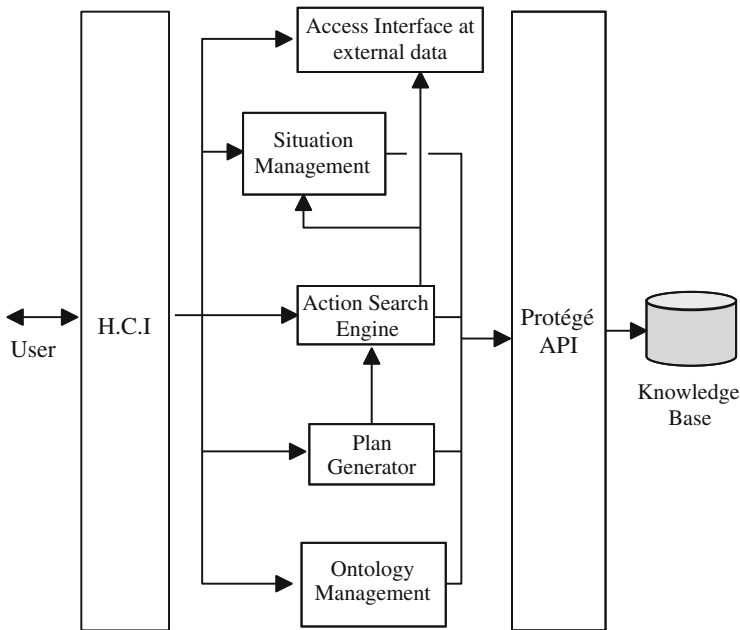 Access Interface at
external data
Situation
Management
Action Search
Engine
H.C.I
User
Protégé
API
Knowledge
Base
Plan
Generator
Ontology
Management